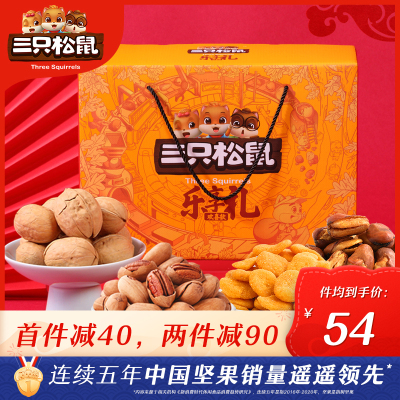 三只松鼠
Three Squirrels
三只松鼠
Three Squirrels
乐享礼
件均到手价:
¥54
首件减40,两件减90
连续五年中国坚果销量遥遥领先*